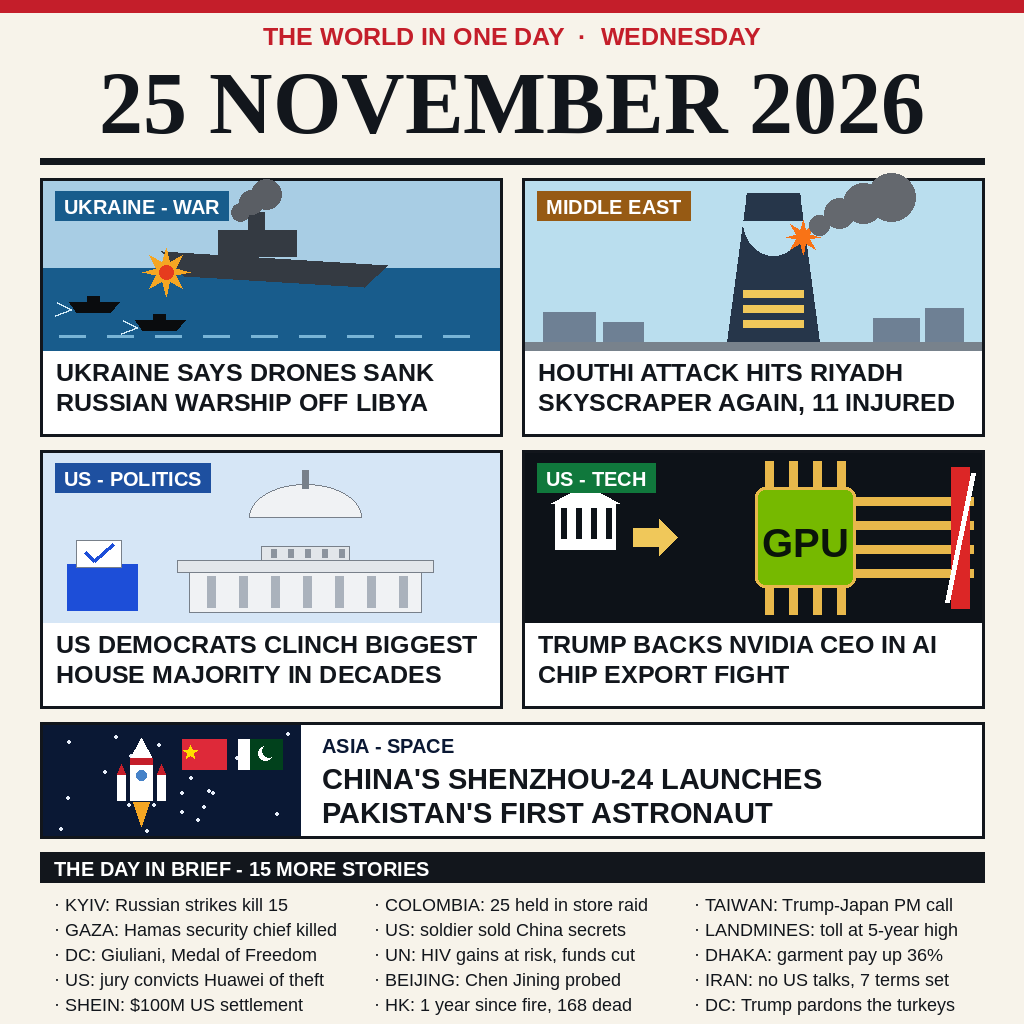 THE WORLD IN ONE DAY · WEDNESDAY
25 NOVEMBER 2026
UKRAINE - WAR
UKRAINE SAYS DRONES SANK
RUSSIAN WARSHIP OFF LIBYA
MIDDLE EAST
HOUTHI ATTACK HITS RIYADH
SKYSCRAPER AGAIN, 11 INJURED
US - POLITICS
US DEMOCRATS CLINCH BIGGEST
HOUSE MAJORITY IN DECADES
US - TECH
GPU
TRUMP BACKS NVIDIA CEO IN AI
CHIP EXPORT FIGHT
ASIA - SPACE
CHINA'S SHENZHOU-24 LAUNCHES
PAKISTAN'S FIRST ASTRONAUT
THE DAY IN BRIEF - 15 MORE STORIES
· KYIV: Russian strikes kill 15
· GAZA: Hamas security chief killed
· DC: Giuliani, Medal of Freedom
· US: jury convicts Huawei of theft
· SHEIN: $100M US settlement
· COLOMBIA: 25 held in store raid
· US: soldier sold China secrets
· UN: HIV gains at risk, funds cut
· BEIJING: Chen Jining probed
· HK: 1 year since fire, 168 dead
· TAIWAN: Trump-Japan PM call
· LANDMINES: toll at 5-year high
· DHAKA: garment pay up 36%
· IRAN: no US talks, 7 terms set
· DC: Trump pardons the turkeys